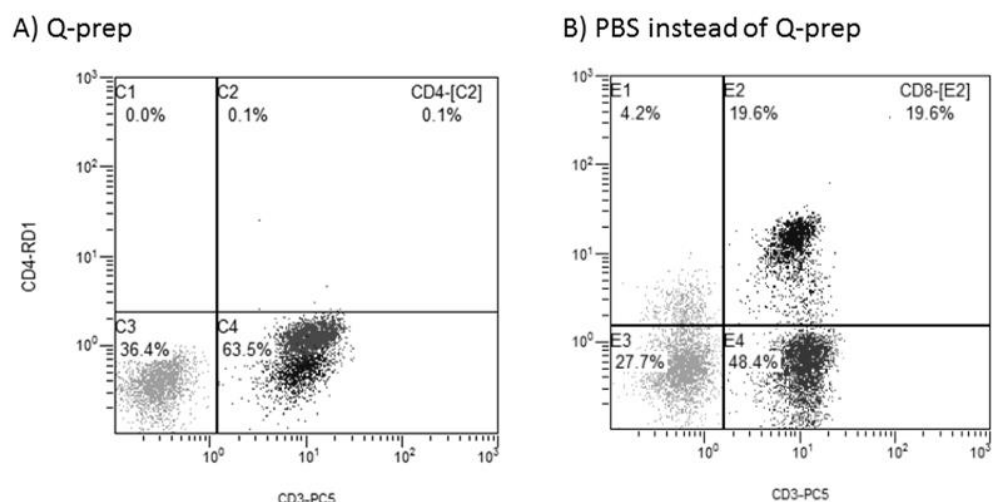 A) Q-prep
B) PBS instead of Q-prep
10³
C1
C2
CD4-[C2]
0.0%
0.1%
0.1%
10²
CD4-RD1
10¹
C3
C4
10⁰
36.4%
63.5%
10⁰
10¹
10²
10³
CD3-PC5
10³
E1
E2
CD8-[E2]
4.2%
19.6%
19.6%
10²
10¹
10⁰
E3
E4
27.7%
48.4%
10⁰
10¹
10²
10³
CD3-PC5